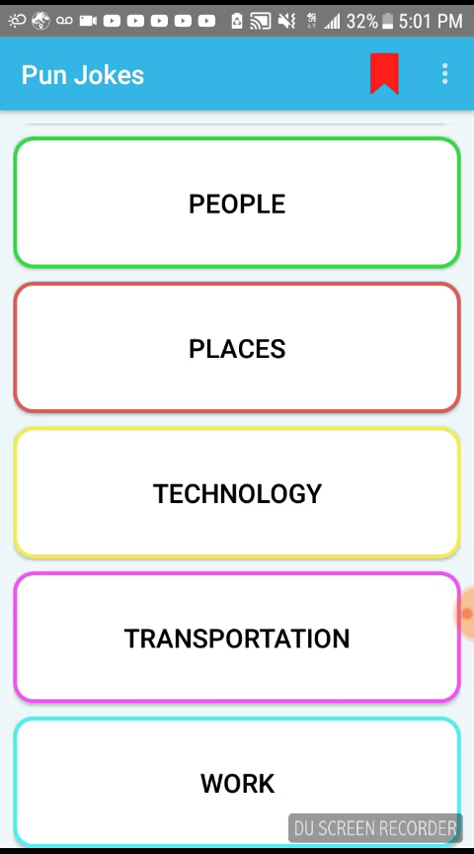 32% 5:01 PM
Pun Jokes
PEOPLE
PLACES
TECHNOLOGY
TRANSPORTATION
WORK
DU SCREEN RECORDER